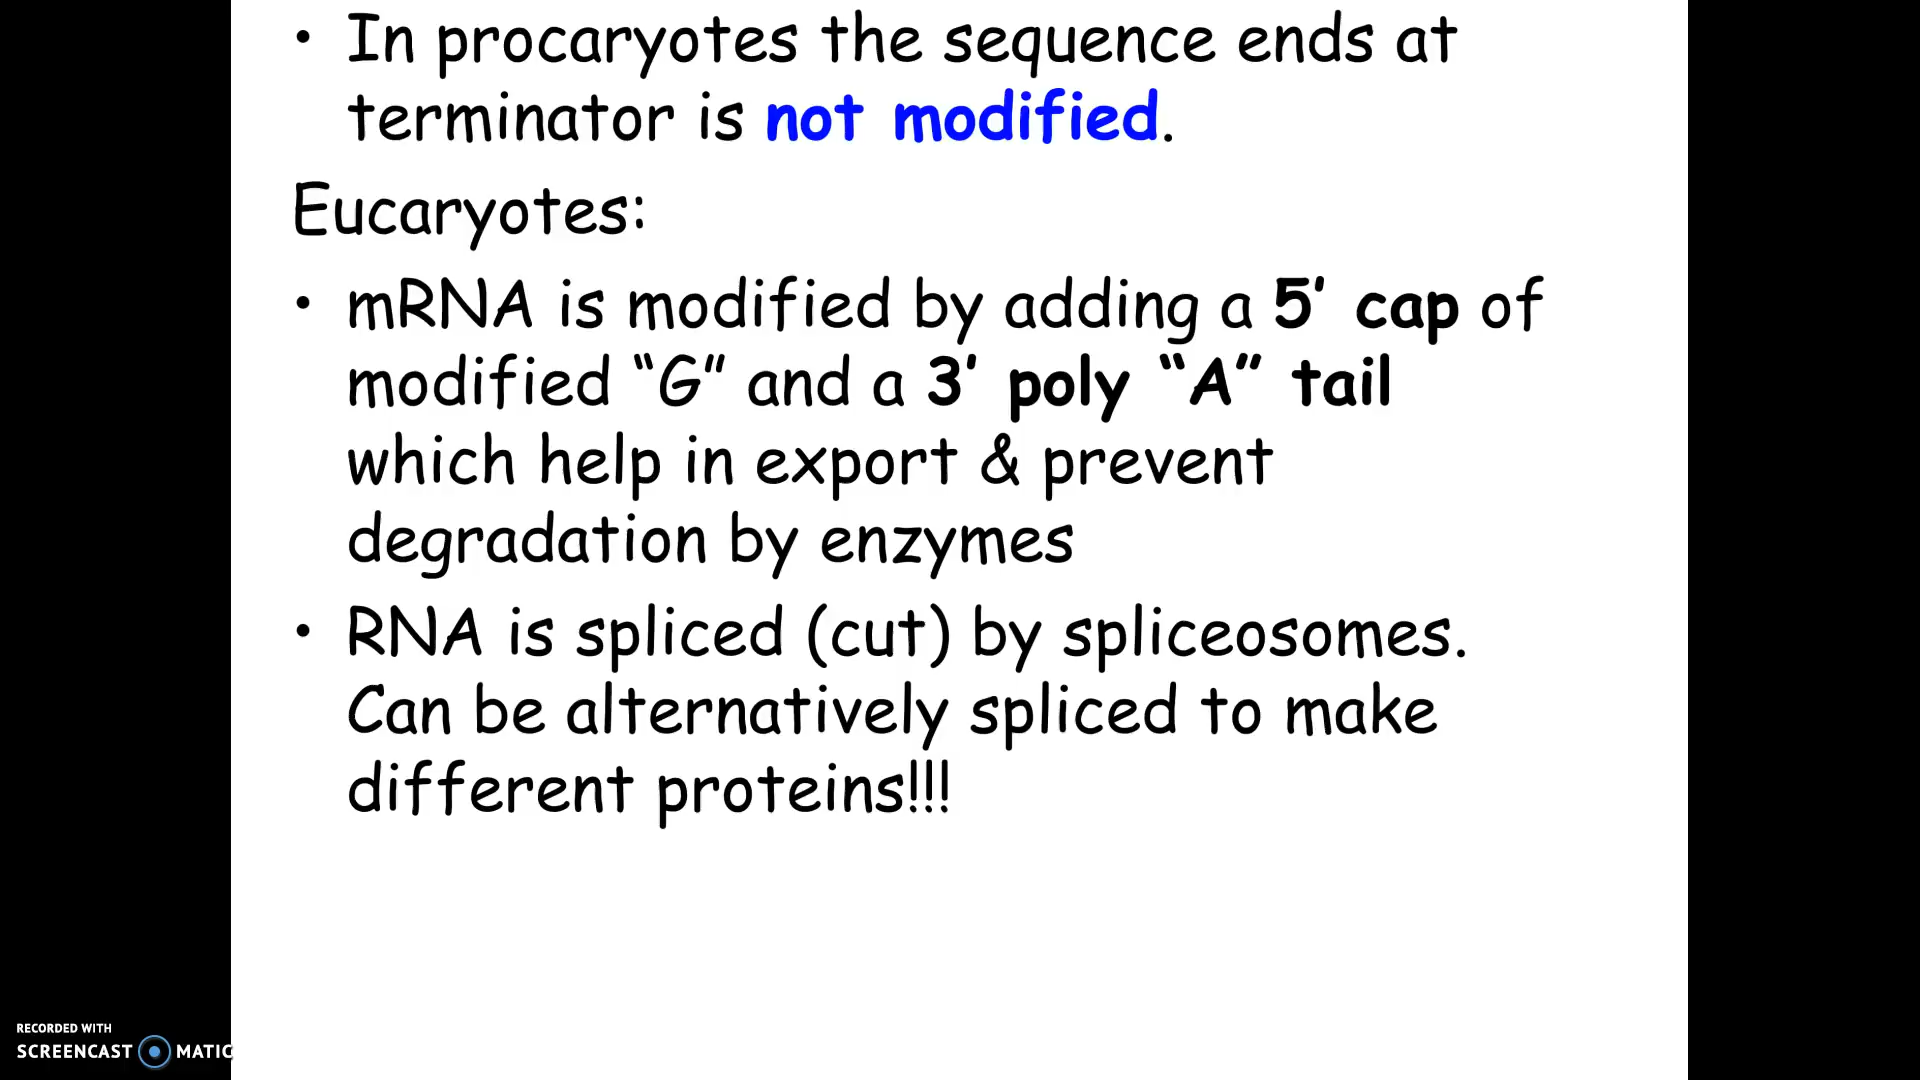 • In procaryotes the sequence ends at
terminator is not modified.
Eucaryotes:
• mRNA is modified by adding a 5’ cap of
modified “G” and a 3’ poly “A” tail
which help in export & prevent
degradation by enzymes
• RNA is spliced (cut) by spliceosomes.
Can be alternatively spliced to make
different proteins!!!
RECORDED WITH
SCREENCAST MATIC